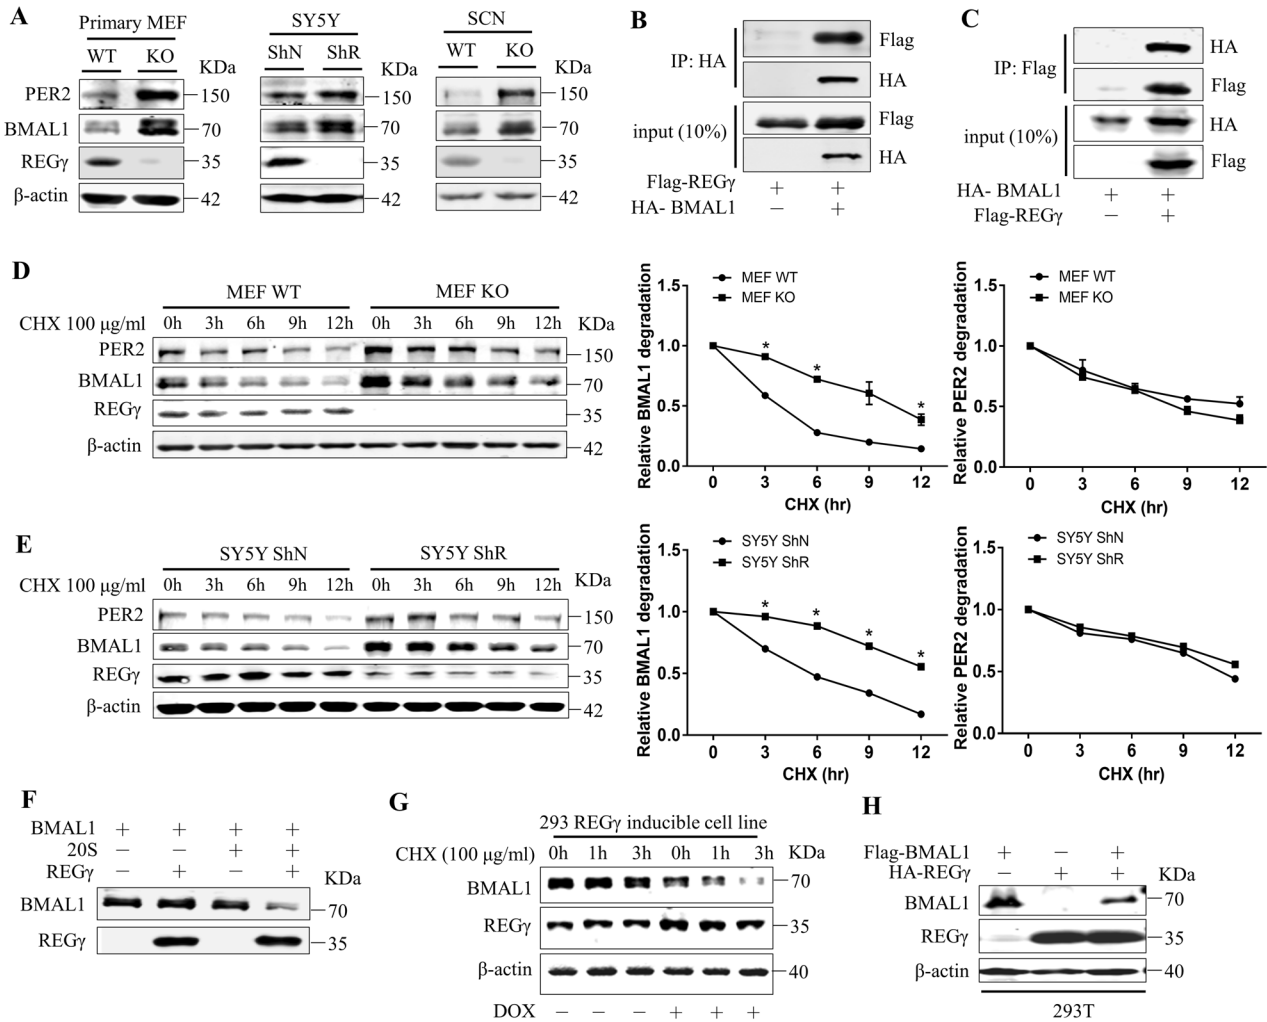 A
Primary MEF
WT KO
KDa
PER2
150
BMAL1
70
REGγ
35
β-actin
42
SY5Y
ShN ShR
KDa
150
70
35
42
SCN
WT KO
KDa
150
70
35
42
B
IP: HA
Flag
HA
input (10%)
Flag
HA
Flag-REGγ + +
HA- BMAL1 − +
C
IP: Flag
HA
Flag
input (10%)
HA
Flag
HA- BMAL1 + +
Flag-REGγ − +
D
MEF WT MEF KO
CHX 100 μg/ml 0h 3h 6h 9h 12h 0h 3h 6h 9h 12h KDa
PER2 150
BMAL1 70
REGγ 35
β-actin 42
MEF WT
MEF KO
Relative BMAL1 degradation
1.5
1.0
0.5
0.0
* * *
0 3 6 9 12
CHX (hr)
MEF WT
MEF KO
Relative PER2 degradation
1.5
1.0
0.5
0.0
0 3 6 9 12
CHX (hr)
E
SY5Y ShN SY5Y ShR
CHX 100 μg/ml 0h 3h 6h 9h 12h 0h 3h 6h 9h 12h KDa
PER2 150
BMAL1 70
REGγ 35
β-actin 42
SY5Y ShN
SY5Y ShR
Relative BMAL1 degradation
1.5
1.0
0.5
0.0
* * * *
0 3 6 9 12
CHX (hr)
SY5Y ShN
SY5Y ShR
Relative PER2 degradation
1.5
1.0
0.5
0.0
0 3 6 9 12
CHX (hr)
F
BMAL1 + + + +
20S − − + +
REGγ − + − +
KDa
BMAL1 70
REGγ 35
G
293 REGγ inducible cell line
CHX (100 μg/ml) 0h 1h 3h 0h 1h 3h KDa
BMAL1 70
REGγ 35
β-actin 40
DOX − − − + + +
H
Flag-BMAL1 + − +
HA-REGγ − + +
KDa
BMAL1 70
REGγ 35
β-actin 40
293T